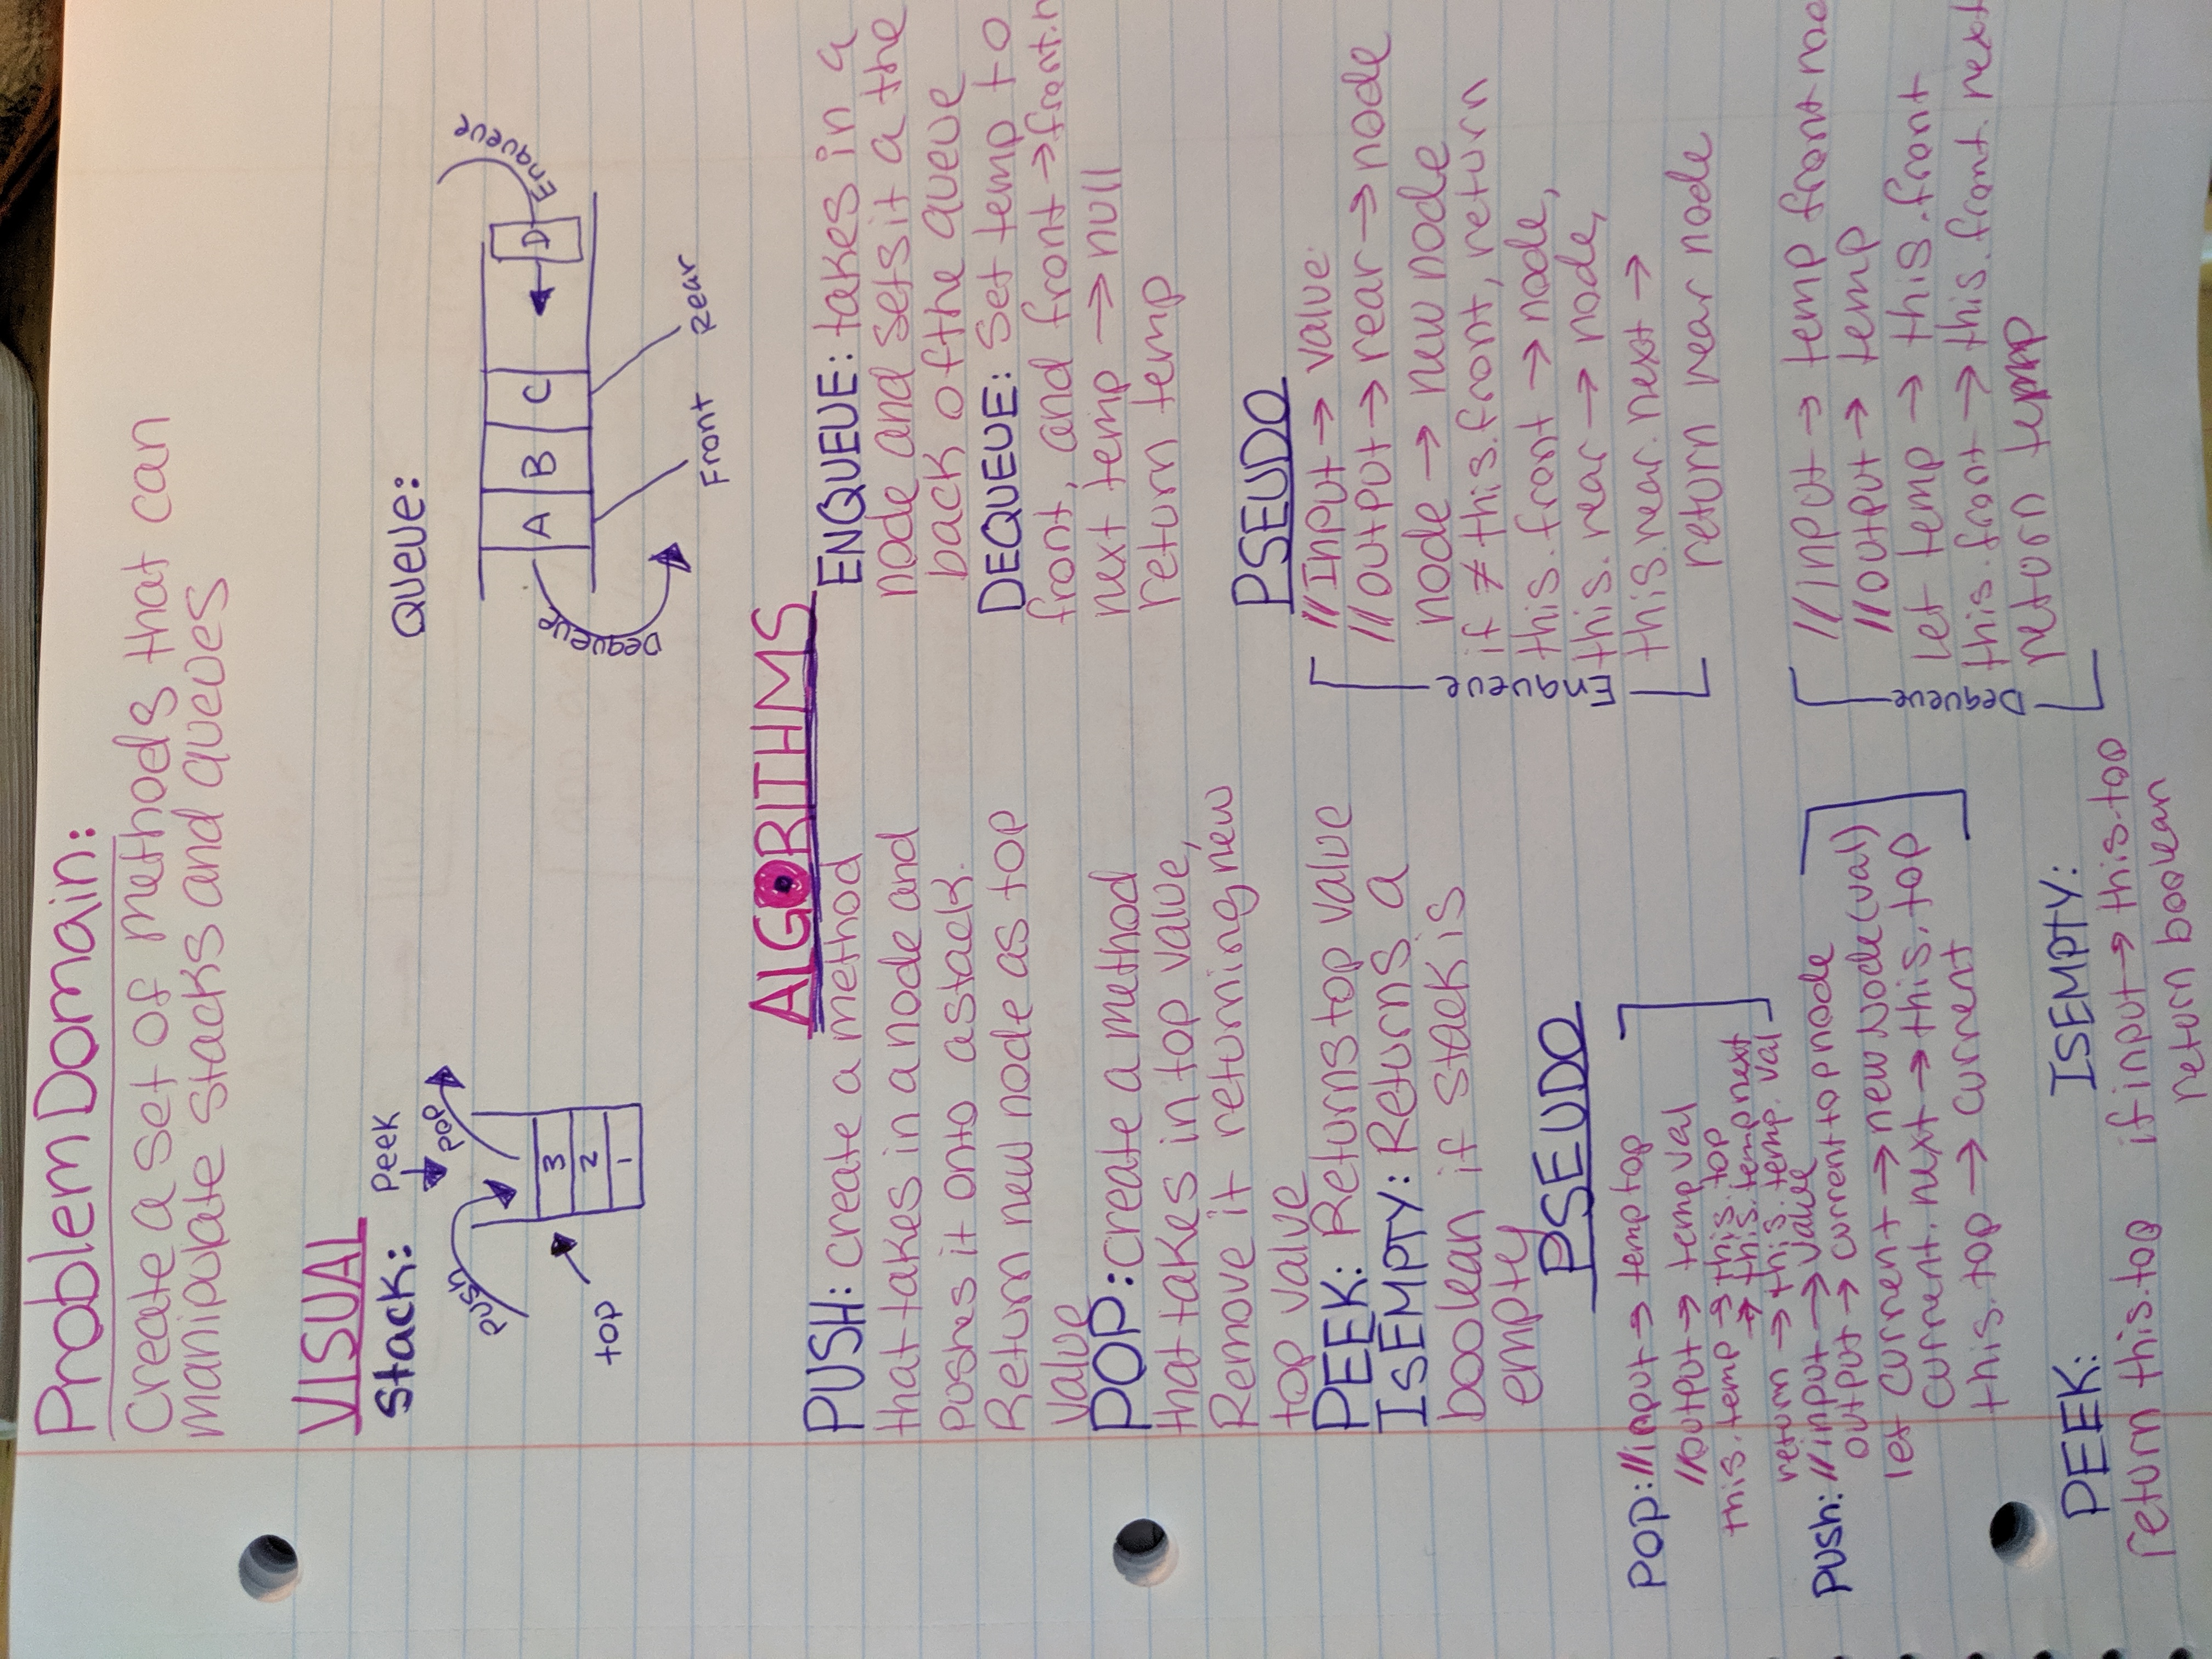 Problem Domain:
Create a set of methods that can
manipulate stacks and queues
VISUAL
Stack:
Peek
Push
POP
top
3
2
1
Queue:
Dequeue
A B C
D
Enqueue
Front
Rear
ALGORITHMS
PUSH: create a method
that takes in a node and
pushes it onto a stack.
Return new node as top
value
POP: create a method
that takes in top value,
Remove it returning new
top value
PEEK: Returns top value
ISEMPTY: Returns a
boolean if stack is
empty
PSEUDO
POP: //input → temp top
//output → temp val
this.temp → this.top
→ this.temp next
return → this.temp.val
Push: //input → value
output → current top node
let current → new Node(val)
current.next → this.top
this.top → current
PEEK:
return this.top
ISEMPTY:
if input → this.top
return boolean
ENQUEUE: takes in a
node and sets it a the
back of the queue
DEQUEUE: Set temp to
front, and front → front.n
next temp → null
return temp
PSEUDO
Enqueue
//Input → value
//output → rear → node
node → new node
if ≠ this.front, return
this.front → node,
this.rear → node,
this.rear.next →
return rear node
Dequeue
//input → temp front no
//output → temp
let temp → this.front
this.front → this.front.next
return temp